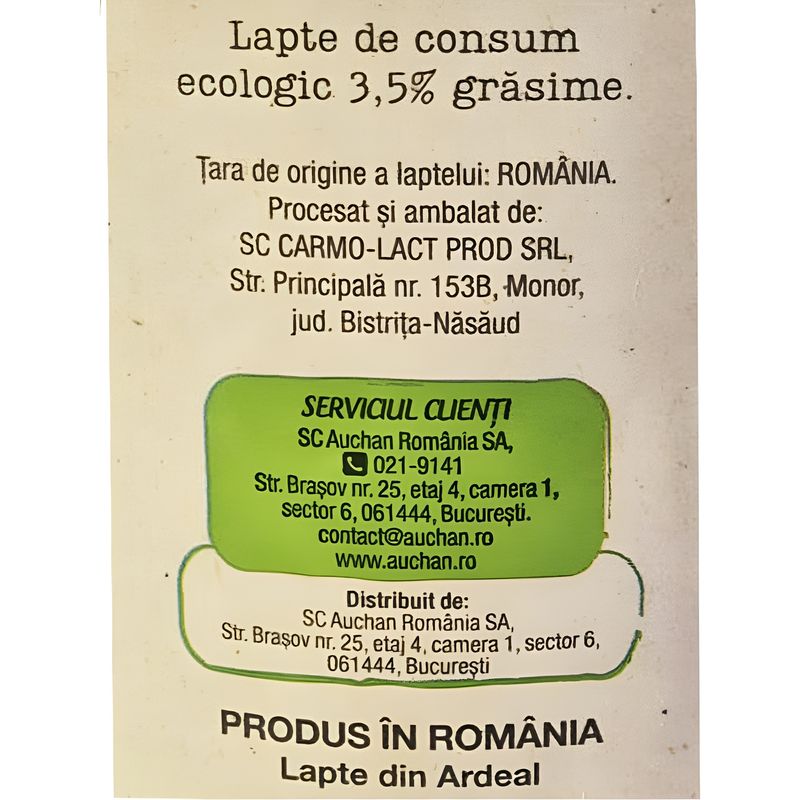 Lapte de consum
ecologic 3,5% grăsime.
Țara de origine a laptelui: ROMÂNIA.
Procesat și ambalat de:
SC CARMO-LACT PROD SRL,
Str. Principală nr. 153B, Monor,
jud. Bistrița-Năsăud
SERVICIUL CLIENȚI
SC Auchan România SA,
021-9141
Str. Brașov nr. 25, etaj 4, camera 1,
sector 6, 061444, București.
contact@auchan.ro
www.auchan.ro
Distribuit de:
SC Auchan România SA,
Str. Brașov nr. 25, etaj 4, camera 1, sector 6,
061444, București
PRODUS ÎN ROMÂNIA
Lapte din Ardeal